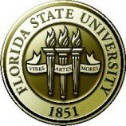 FLORIDA STATE UNIVERSITY
VIRES ARTES MORES
1851